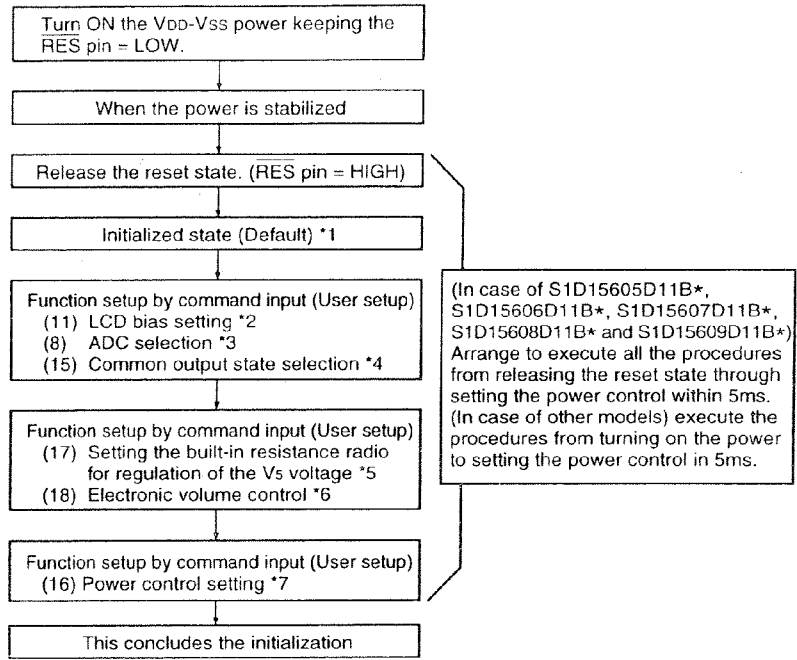 Turn ON the VDD-VSS power keeping the
RES pin = LOW.
When the power is stabilized
Release the reset state. (RES pin = HIGH)
Initialized state (Default) *1
Function setup by command input (User setup)
(11) LCD bias setting *2
(8) ADC selection *3
(15) Common output state selection *4
Function setup by command input (User setup)
(17) Setting the built-in resistance radio
for regulation of the V5 voltage *5
(18) Electronic volume control *6
Function setup by command input (User setup)
(16) Power control setting *7
This concludes the initialization
(In case of S1D15605D11B*,
S1D15606D11B*, S1D15607D11B*,
S1D15608D11B* and S1D15609D11B*)
Arrange to execute all the procedures
from releasing the reset state through
setting the power control within 5ms.
(In case of other models) execute the
procedures from turning on the power
to setting the power control in 5ms.